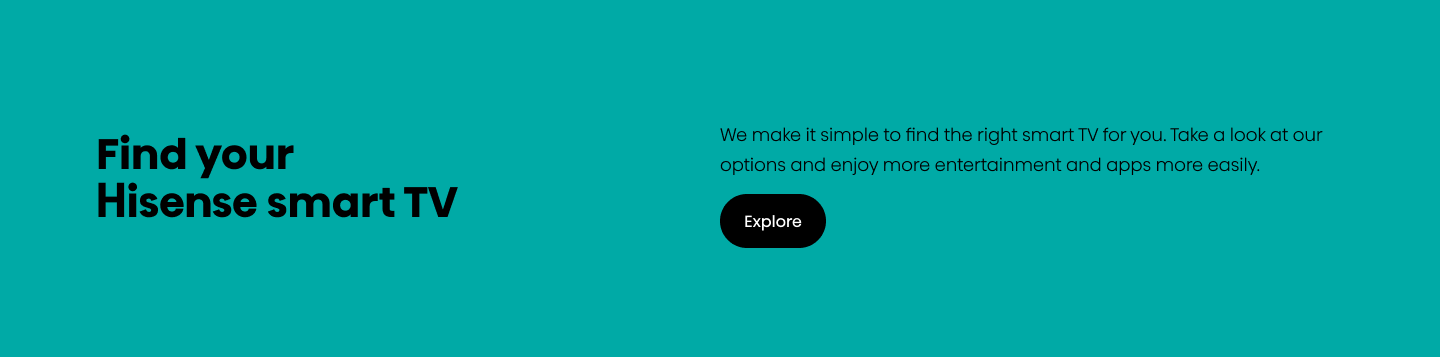 Find your
Hisense smart TV
We make it simple to find the right smart TV for you. Take a look at our
options and enjoy more entertainment and apps more easily.
Explore